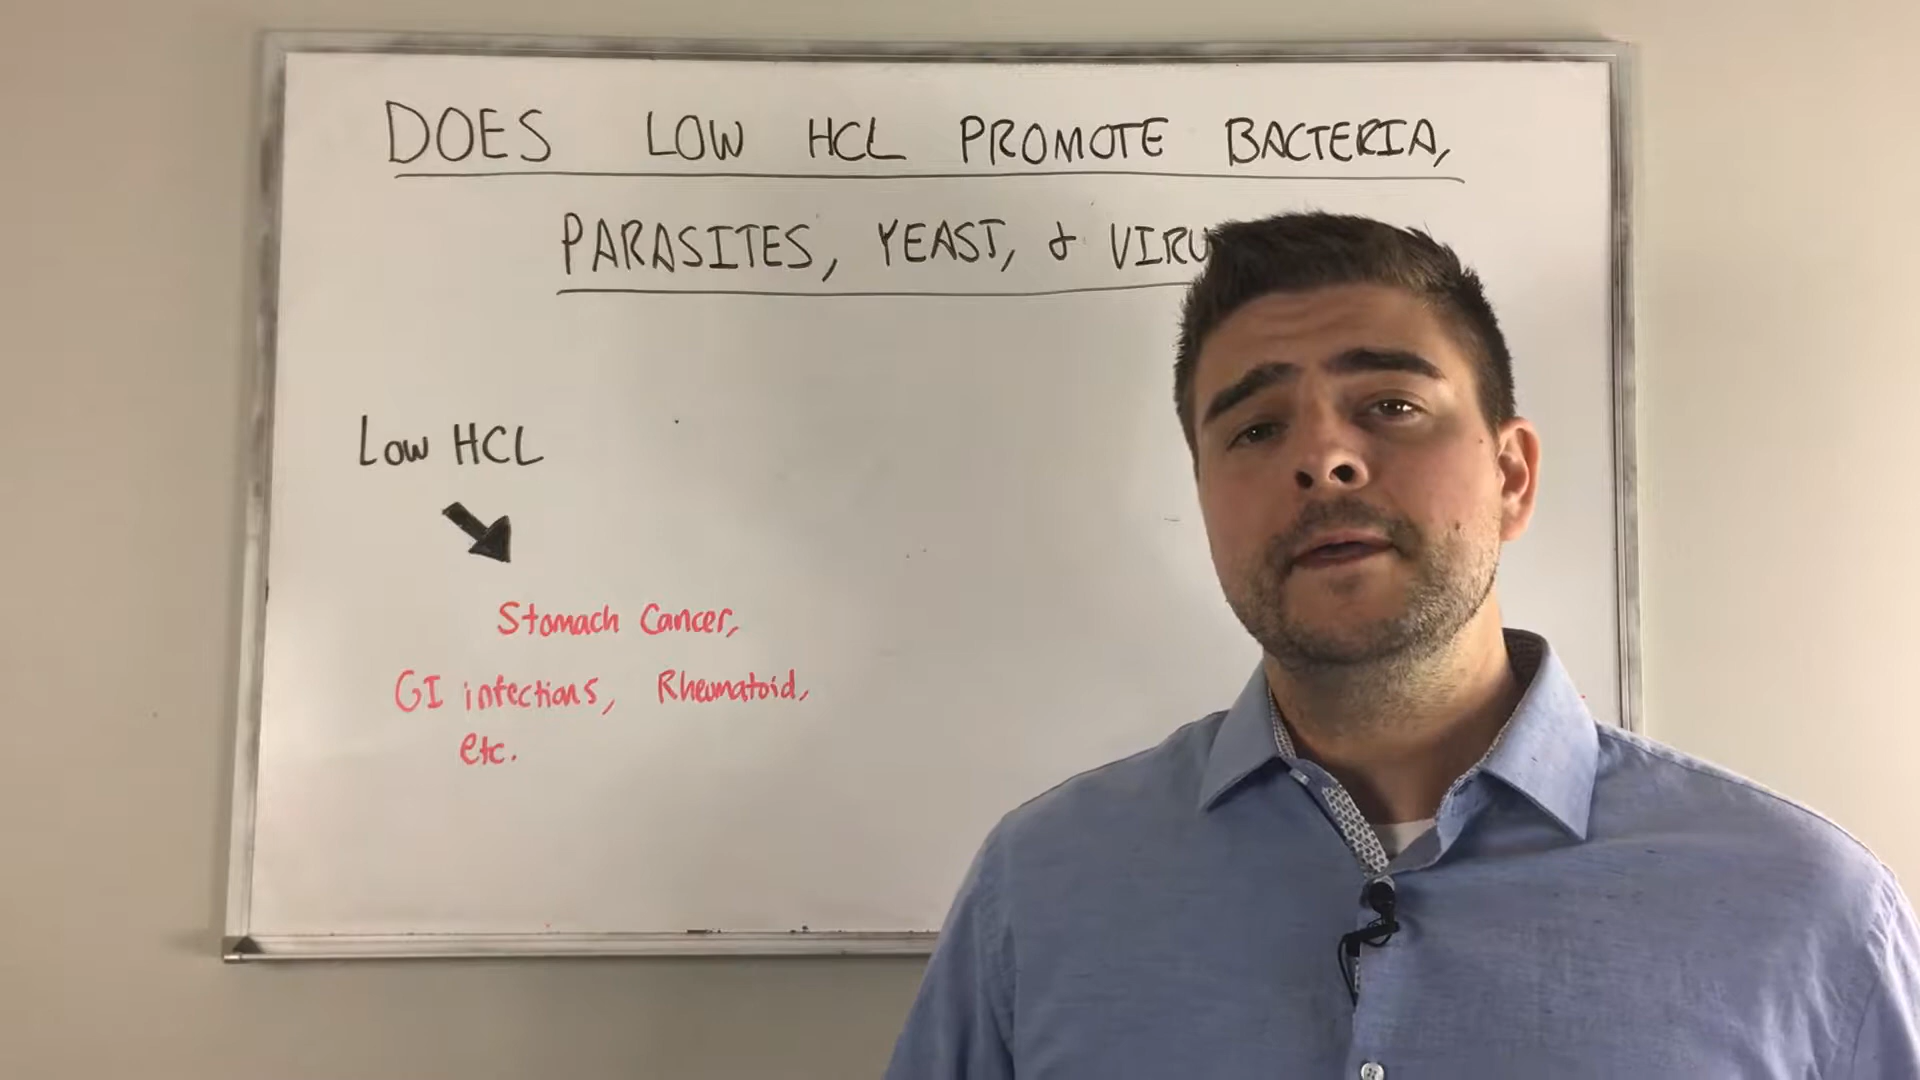 DOES LOW HCL PROMOTE BACTERIA,
PARASITES, YEAST, & VIRU
Low HCL
Stomach Cancer,
GI infections, Rheumatoid,
etc.